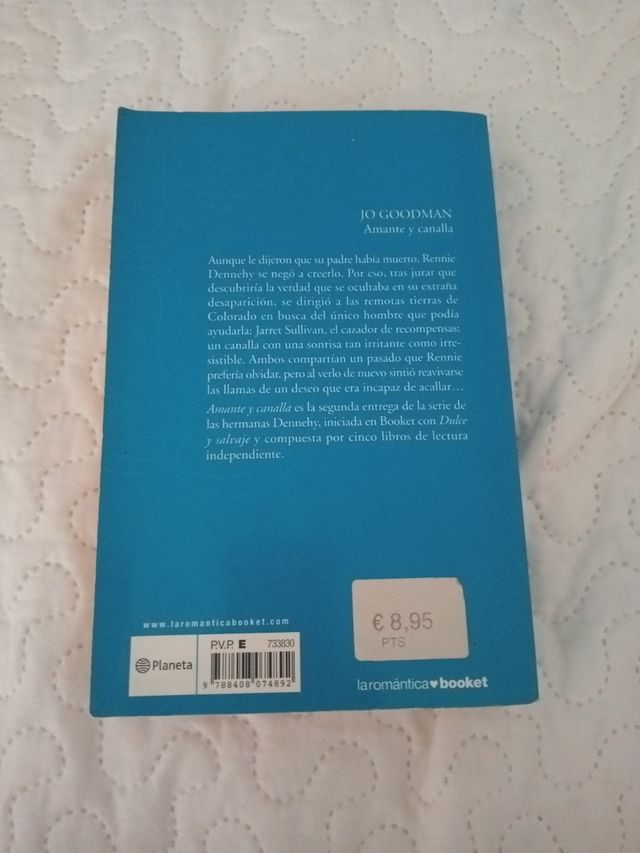 JO GOODMAN
Amante y canalla
Aunque le dijeron que su padre había muerto, Rennie
Dennehy se negó a creerlo. Por eso, tras jurar que
descubriría la verdad que se ocultaba en su extraña
desaparición, se dirigió a las remotas tierras de
Colorado en busca del único hombre que podía
ayudarla: Jarret Sullivan, el cazador de recompensas:
un canalla con una sonrisa tan irritante como irre-
sistible. Ambos compartían un pasado que Rennie
prefería olvidar, pero al verlo de nuevo sintió reavivarse
las llamas de un deseo que era incapaz de acallar…
Amante y canalla es la segunda entrega de la serie de
las hermanas Dennehy, iniciada en Booket con Dulce
y salvaje y compuesta por cinco libros de lectura
independiente.
www.laromanticabooket.com
€ 8,95
PTS
P.V.P. E 733830
Planeta
9 788408 074892
laromántica♥booket